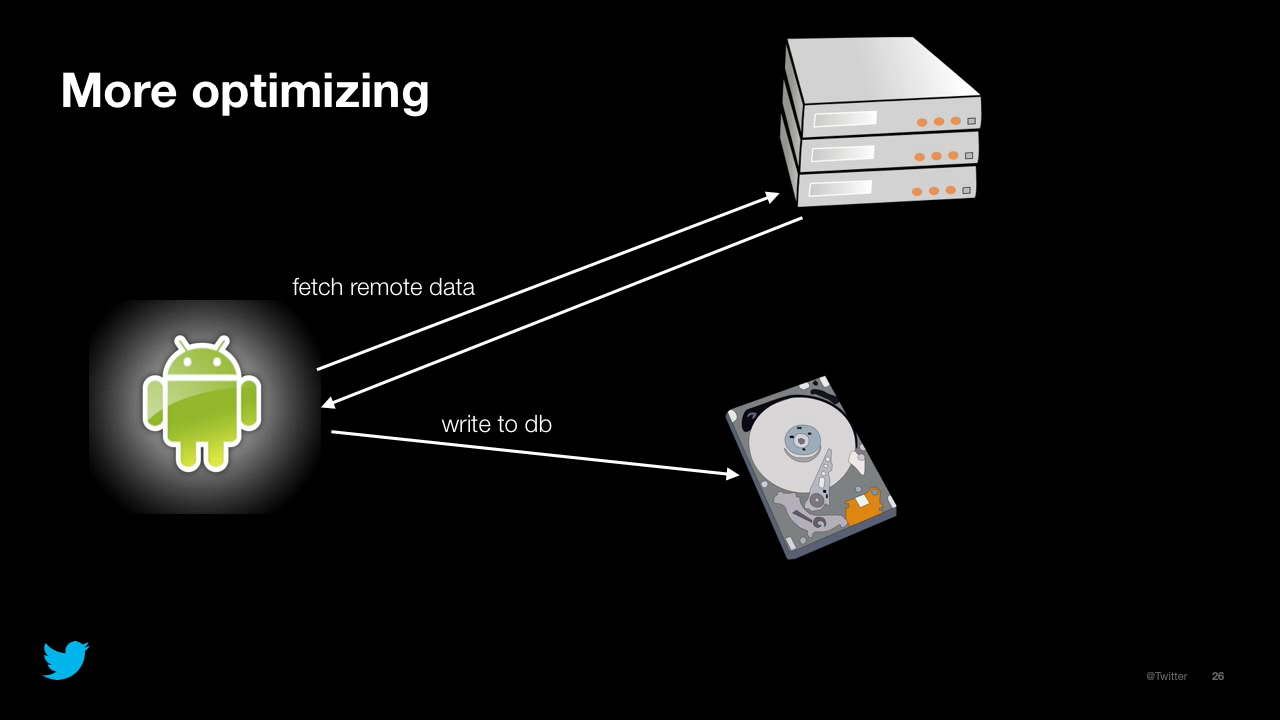 More optimizing
fetch remote data
write to db
@Twitter 26